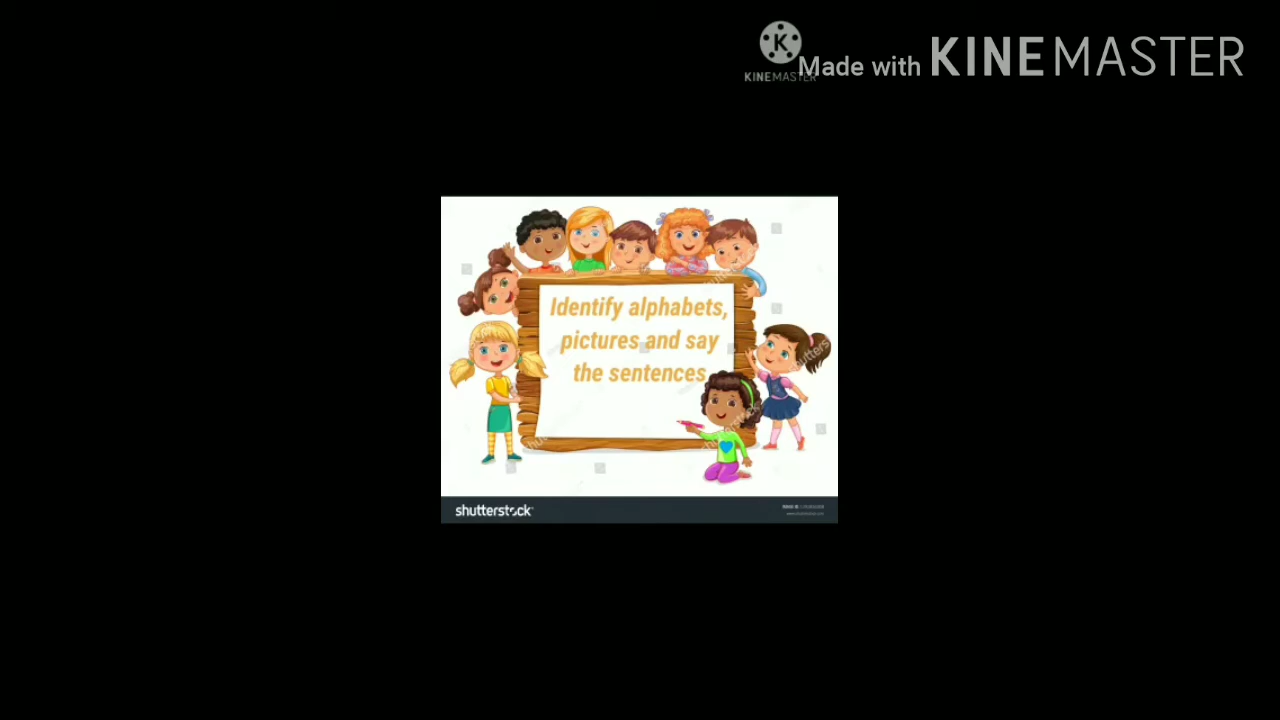 KINEMASTER
Made with KINEMASTER
Identify alphabets,
pictures and say
the sentences
shutterstock